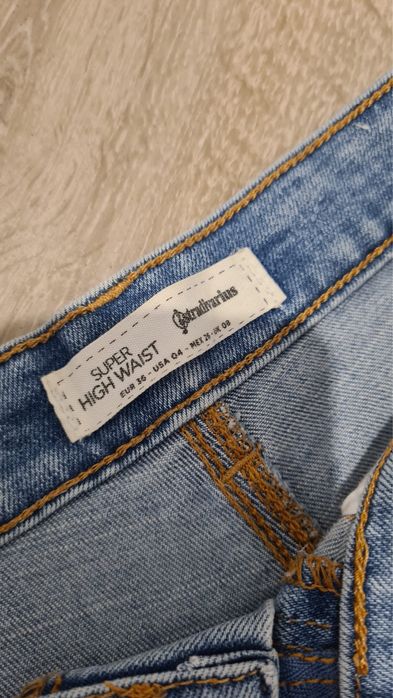 stradivarius
SUPER
HIGH WAIST
EUR 36 - USA 04 - MEX 26 - UK 08